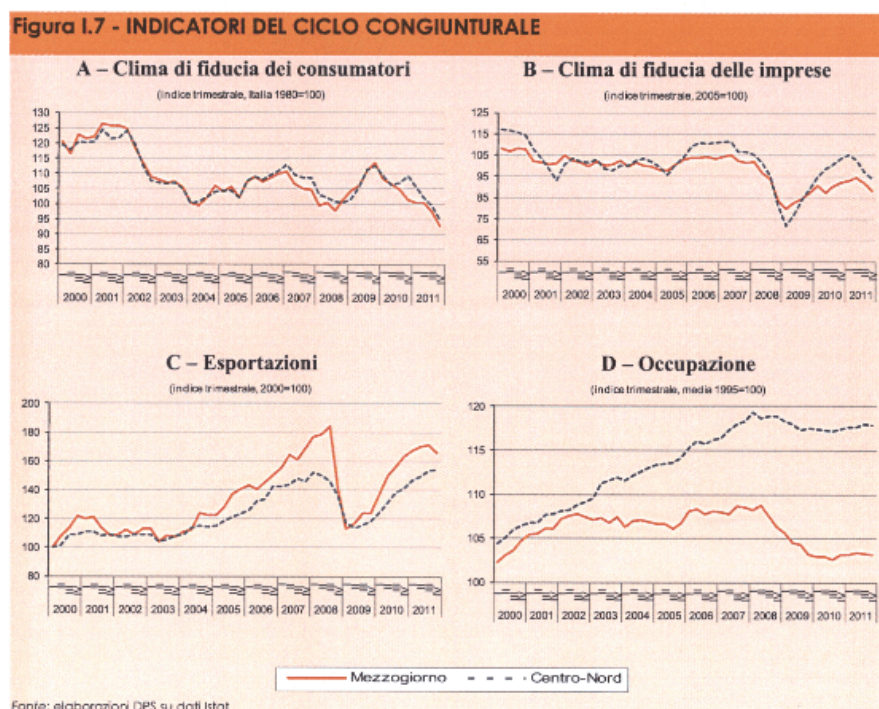 Figura I.7 - INDICATORI DEL CICLO CONGIUNTURALE
A – Clima di fiducia dei consumatori
(indice trimestrale, Italia 1980=100)
130
125
120
115
110
105
100
95
90
85
80
2000 2001 2002 2003 2004 2005 2006 2007 2008 2009 2010 2011
B – Clima di fiducia delle imprese
(indice trimestrale, 2005=100)
125
115
105
95
85
75
65
55
2000 2001 2002 2003 2004 2005 2006 2007 2008 2009 2010 2011
C – Esportazioni
(indice trimestrale, 2000=100)
200
180
160
140
120
100
80
2000 2001 2002 2003 2004 2005 2006 2007 2008 2009 2010 2011
D – Occupazione
(indice trimestrale, media 1995=100)
120
115
110
105
100
2000 2001 2002 2003 2004 2005 2006 2007 2008 2009 2010 2011
Mezzogiorno Centro-Nord
Fonte: elaborazioni DPS su dati Istat